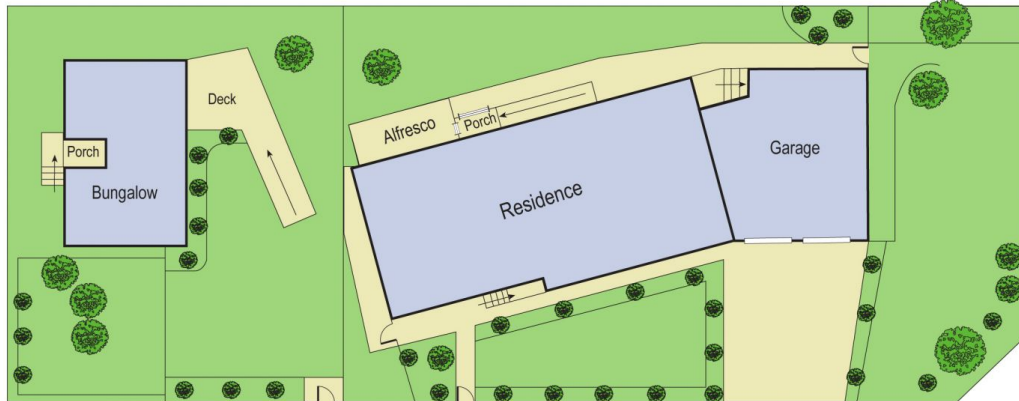 Deck
Porch
Bungalow
Alfresco
Porch
Residence
Garage